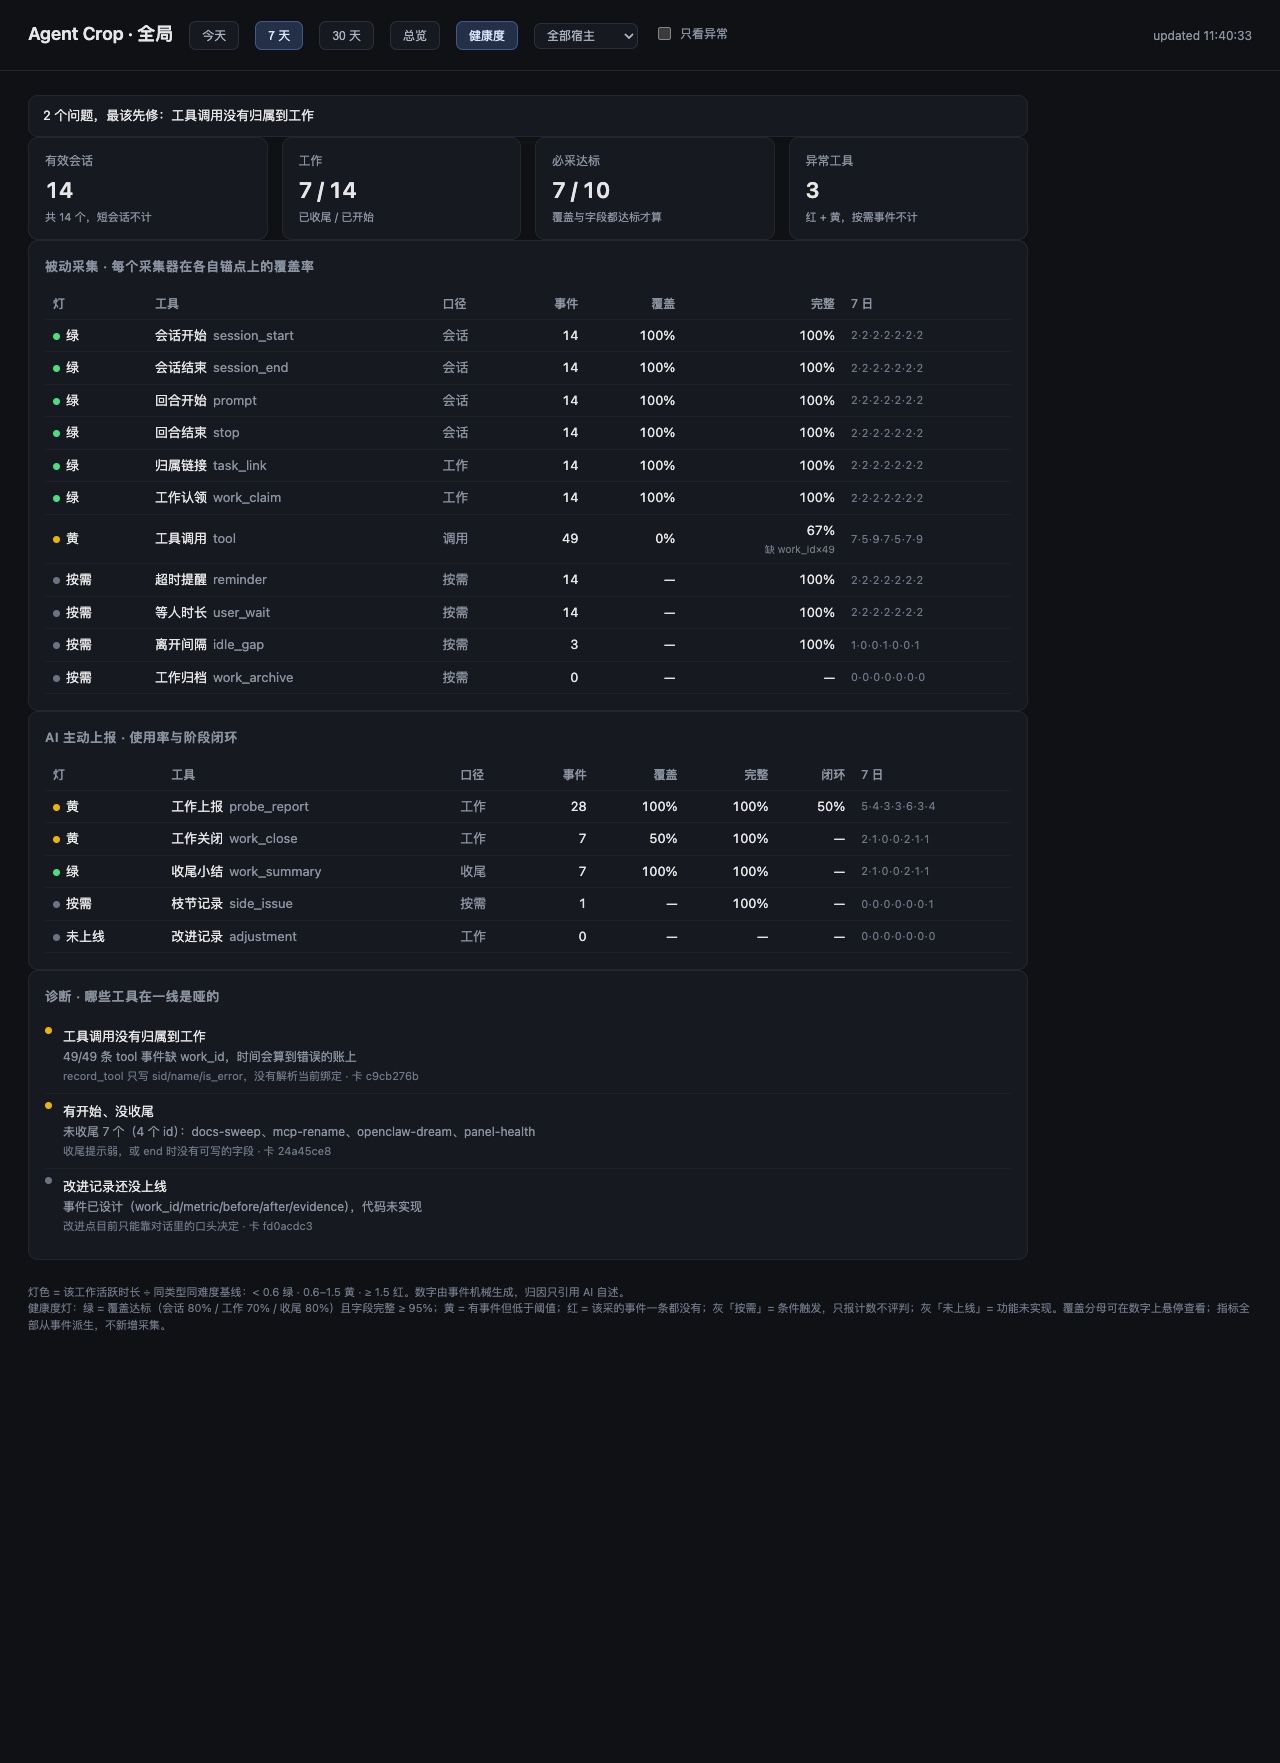 Agent Crop · 全局 今天 7 天 30 天 总览 健康度 全部宿主 只看异常 updated 11:40:33
2 个问题，最该先修：工具调用没有归属到工作
有效会话
14
共 14 个，短会话不计
工作
7 / 14
已收尾 / 已开始
必采达标
7 / 10
覆盖与字段都达标才算
异常工具
3
红 + 黄，按需事件不计
被动采集 · 每个采集器在各自锚点上的覆盖率
灯 工具 口径 事件 覆盖 完整 7 日
绿 会话开始 session_start 会话 14 100% 100% 2·2·2·2·2·2·2
绿 会话结束 session_end 会话 14 100% 100% 2·2·2·2·2·2·2
绿 回合开始 prompt 会话 14 100% 100% 2·2·2·2·2·2·2
绿 回合结束 stop 会话 14 100% 100% 2·2·2·2·2·2·2
绿 归属链接 task_link 工作 14 100% 100% 2·2·2·2·2·2·2
绿 工作认领 work_claim 工作 14 100% 100% 2·2·2·2·2·2·2
黄 工具调用 tool 调用 49 0% 67% 7·5·9·7·5·7·9
缺 work_id×49
按需 超时提醒 reminder 按需 14 — 100% 2·2·2·2·2·2·2
按需 等人时长 user_wait 按需 14 — 100% 2·2·2·2·2·2·2
按需 离开间隔 idle_gap 按需 3 — 100% 1·0·0·1·0·0·1
按需 工作归档 work_archive 按需 0 — — 0·0·0·0·0·0·0
AI 主动上报 · 使用率与阶段闭环
灯 工具 口径 事件 覆盖 完整 闭环 7 日
黄 工作上报 probe_report 工作 28 100% 100% 50% 5·4·3·3·6·3·4
黄 工作关闭 work_close 工作 7 50% 100% — 2·1·0·0·2·1·1
绿 收尾小结 work_summary 收尾 7 100% 100% — 2·1·0·0·2·1·1
按需 枝节记录 side_issue 按需 1 — 100% — 0·0·0·0·0·0·1
未上线 改进记录 adjustment 工作 0 — — — 0·0·0·0·0·0·0
诊断 · 哪些工具在一线是哑的
工具调用没有归属到工作
49/49 条 tool 事件缺 work_id，时间会算到错误的账上
record_tool 只写 sid/name/is_error，没有解析当前绑定 · 卡 c9cb276b
有开始、没收尾
未收尾 7 个（4 个 id）：docs-sweep、mcp-rename、openclaw-dream、panel-health
收尾提示弱，或 end 时没有可写的字段 · 卡 24a45ce8
改进记录还没上线
事件已设计（work_id/metric/before/after/evidence），代码未实现
改进点目前只能靠对话里的口头决定 · 卡 fd0acdc3
灯色 = 该工作活跃时长 ÷ 同类型同难度基线：< 0.6 绿 · 0.6–1.5 黄 · ≥ 1.5 红。数字由事件机械生成，归因只引用 AI 自述。
健康度灯：绿 = 覆盖达标（会话 80% / 工作 70% / 收尾 80%）且字段完整 ≥ 95%；黄 = 有事件但低于阈值；红 = 该采的事件一条都没有；灰「按需」= 条件触发，只报计数不评判；灰「未上线」= 功能未实现。覆盖分母可在数字上悬停查看；指标全
部从事件派生，不新增采集。